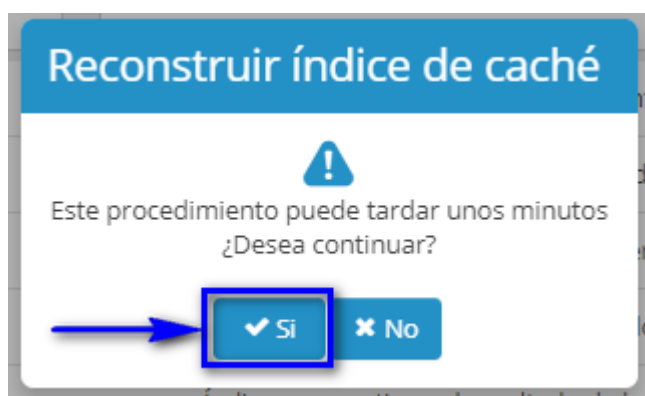 Reconstruir índice de caché
Este procedimiento puede tardar unos minutos
¿Desea continuar?
Si
No